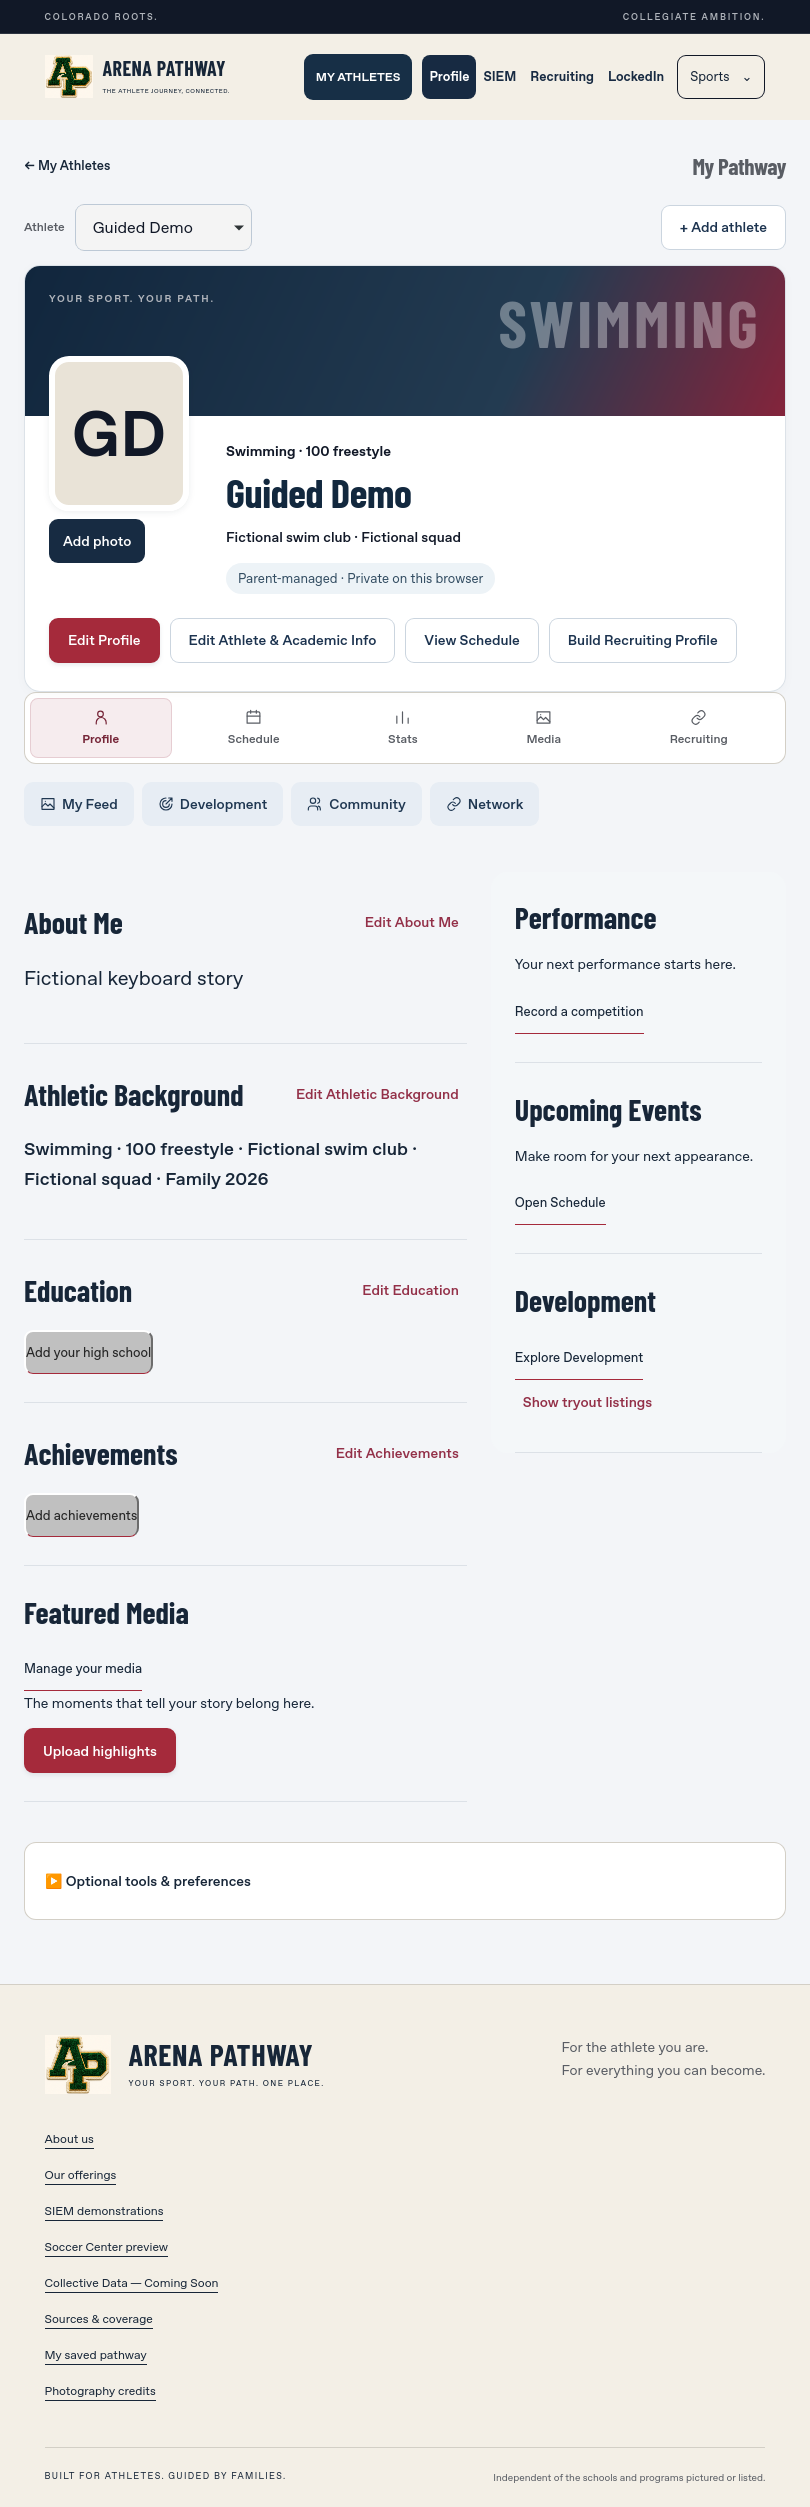 COLORADO ROOTS.
COLLEGIATE AMBITION.
AP
ARENA PATHWAY
THE ATHLETE JOURNEY, CONNECTED.
MY ATHLETES
Profile
SIEM
Recruiting
LockedIn
Sports
← My Athletes
My Pathway
Athlete
Guided Demo
+ Add athlete
YOUR SPORT. YOUR PATH.
SWIMMING
GD
Add photo
Swimming · 100 freestyle
Guided Demo
Fictional swim club · Fictional squad
Parent-managed · Private on this browser
Edit Profile
Edit Athlete & Academic Info
View Schedule
Build Recruiting Profile
Profile
Schedule
Stats
Media
Recruiting
My Feed
Development
Community
Network
About Me
Edit About Me
Fictional keyboard story
Athletic Background
Edit Athletic Background
Swimming · 100 freestyle · Fictional swim club ·
Fictional squad · Family 2026
Education
Edit Education
Add your high school
Achievements
Edit Achievements
Add achievements
Featured Media
Manage your media
The moments that tell your story belong here.
Upload highlights
Performance
Your next performance starts here.
Record a competition
Upcoming Events
Make room for your next appearance.
Open Schedule
Development
Explore Development
Show tryout listings
Optional tools & preferences
AP
ARENA PATHWAY
YOUR SPORT. YOUR PATH. ONE PLACE.
For the athlete you are.
For everything you can become.
About us
Our offerings
SIEM demonstrations
Soccer Center preview
Collective Data — Coming Soon
Sources & coverage
My saved pathway
Photography credits
BUILT FOR ATHLETES. GUIDED BY FAMILIES.
Independent of the schools and programs pictured or listed.